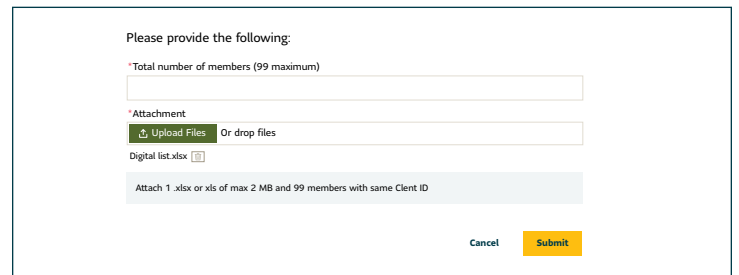 Please provide the following:
*Total number of members (99 maximum)
*Attachment
Upload Files Or drop files
Digital list.xlsx
Attach 1 .xlsx or xls of max 2 MB and 99 members with same Clent ID
Cancel Submit